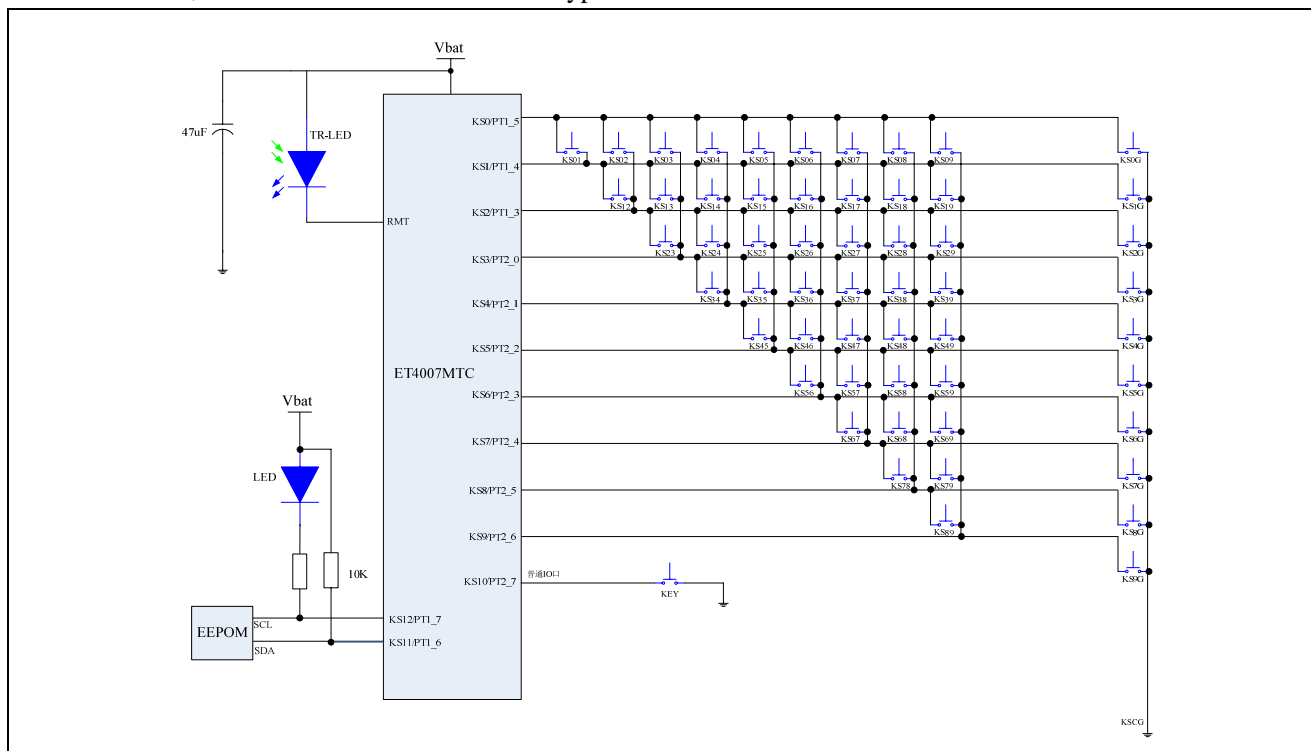 Vbat
47uF
TR-LED
RMT
ET4007MTC
KS0/PT1_5
KS01 KS02 KS03 KS04 KS05 KS06 KS07 KS08 KS09 KS0G
KS1/PT1_4
KS12 KS13 KS14 KS15 KS16 KS17 KS18 KS19 KS1G
KS2/PT1_3
KS23 KS24 KS25 KS26 KS27 KS28 KS29 KS2G
KS3/PT2_0
KS34 KS35 KS36 KS37 KS38 KS39 KS3G
KS4/PT2_1
KS45 KS46 KS47 KS48 KS49 KS4G
KS5/PT2_2
KS56 KS57 KS58 KS59 KS5G
KS6/PT2_3
KS67 KS68 KS69 KS6G
KS7/PT2_4
KS78 KS79 KS7G
KS8/PT2_5
KS89 KS8G
KS9/PT2_6
KS9G
KS10/PT2_7
普通IO口
KEY
Vbat
LED
10K
EEPOM
SCL
SDA
KS12/PT1_7
KS11/PT1_6
KSCG